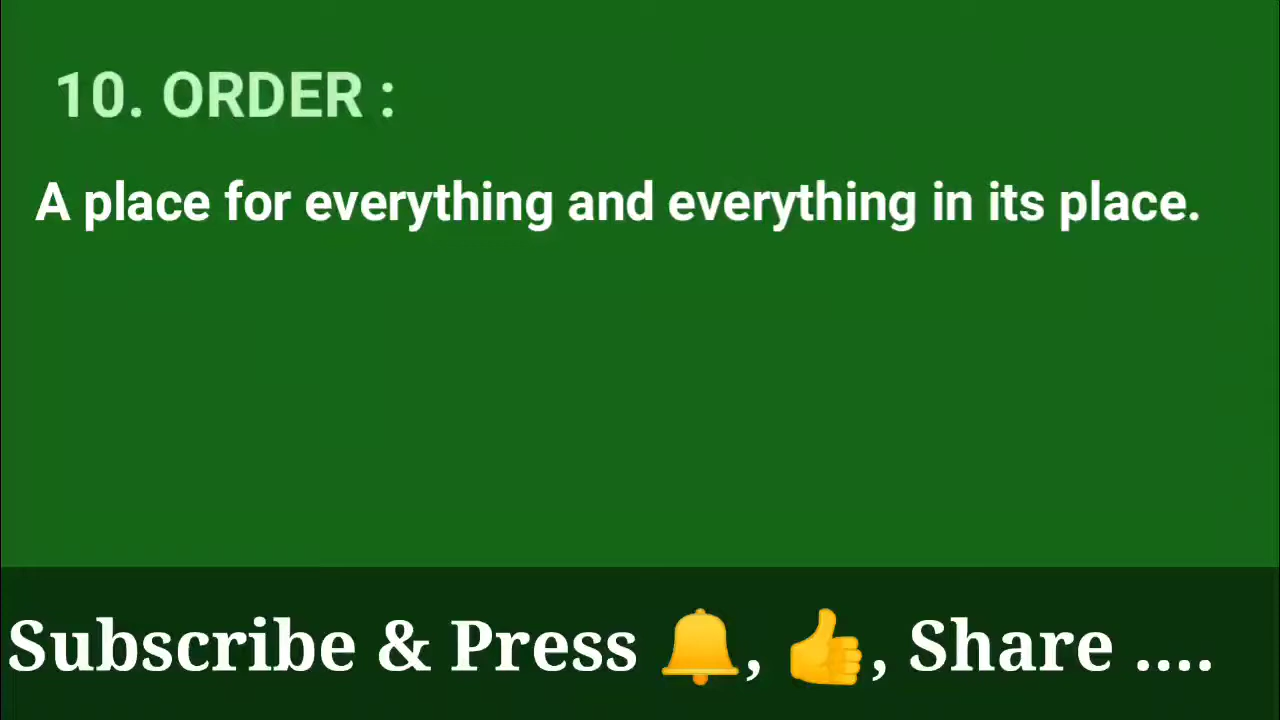 10. ORDER :
A place for everything and everything in its place.
Subscribe & Press 🔔, 👍, Share ....